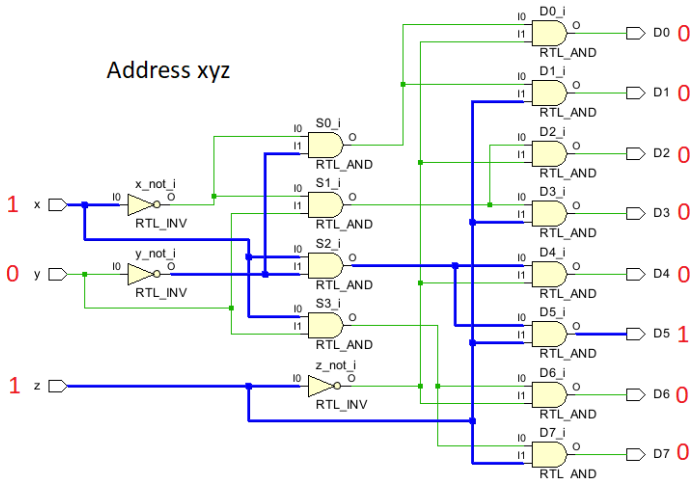 Address xyz
D0_i
I0
I1
O
RTL_AND
D0 0
D1_i
I0
I1
O
RTL_AND
D1 0
S0_i
I0
I1
O
RTL_AND
D2_i
I0
I1
O
RTL_AND
D2 0
x_not_i
1 x
I0
O
RTL_INV
S1_i
I0
I1
O
RTL_AND
D3_i
I0
I1
O
RTL_AND
D3 0
y_not_i
0 y
I0
O
RTL_INV
S2_i
I0
I1
O
RTL_AND
D4_i
I0
I1
O
RTL_AND
D4 0
S3_i
I0
I1
O
RTL_AND
D5_i
I0
I1
O
RTL_AND
D5 1
z_not_i
1 z
I0
O
RTL_INV
D6_i
I0
I1
O
RTL_AND
D6 0
D7_i
I0
I1
O
RTL_AND
D7 0